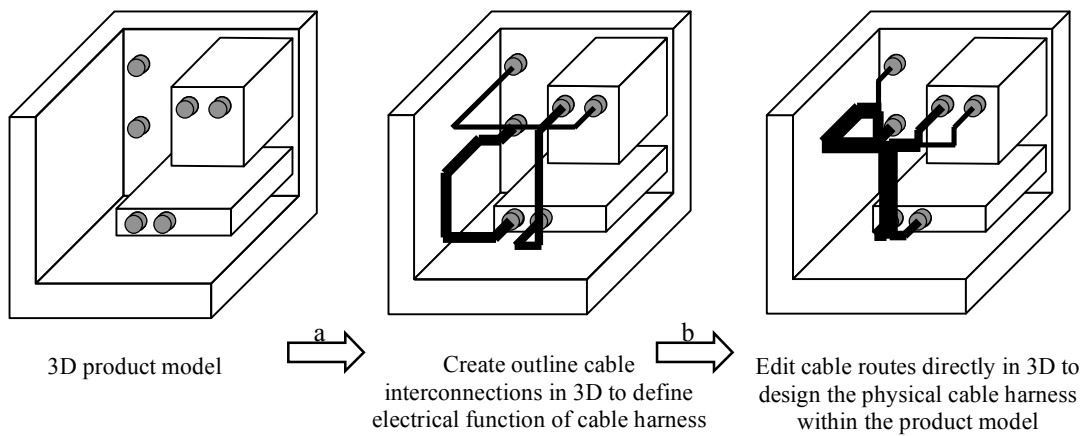 a
b
3D product model
Create outline cable
interconnections in 3D to define
electrical function of cable harness
Edit cable routes directly in 3D to
design the physical cable harness
within the product model